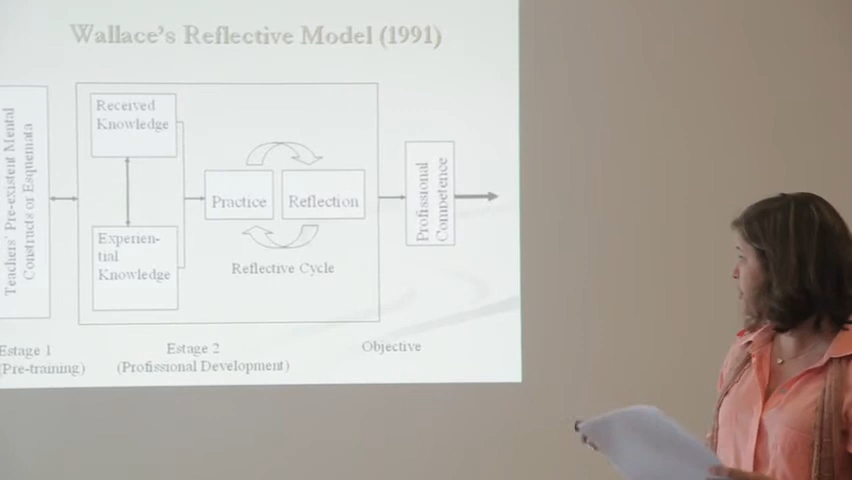 Wallace's Reflective Model (1991)
Teachers' Pre-existent Mental
Constructs or Esquemata
Received
Knowledge
Experien-
tial
Knowledge
Practice
Reflection
Reflective Cycle
Profissional
Competence
Estage 1
(Pre-training)
Estage 2
(Profissional Development)
Objective